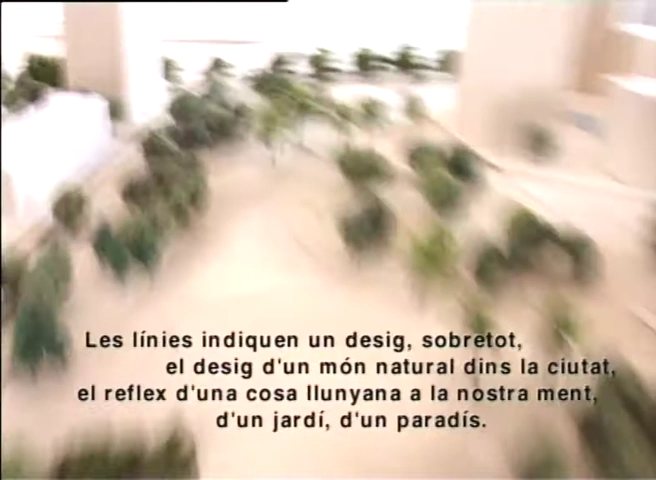 Les línies indiquen un desig, sobretot,
el desig d'un món natural dins la ciutat,
el reflex d'una cosa llunyana a la nostra ment,
d'un jardí, d'un paradís.